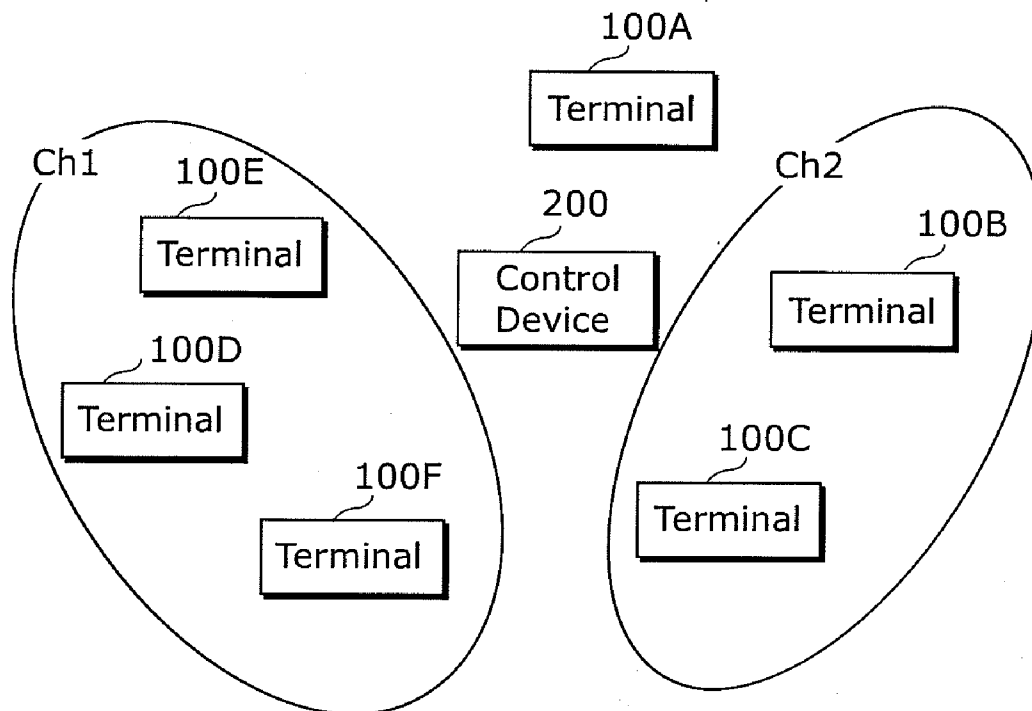 100A
Terminal
Ch1
Ch2
100E
Terminal
200
Control
Device
100B
Terminal
100D
Terminal
100C
Terminal
100F
Terminal